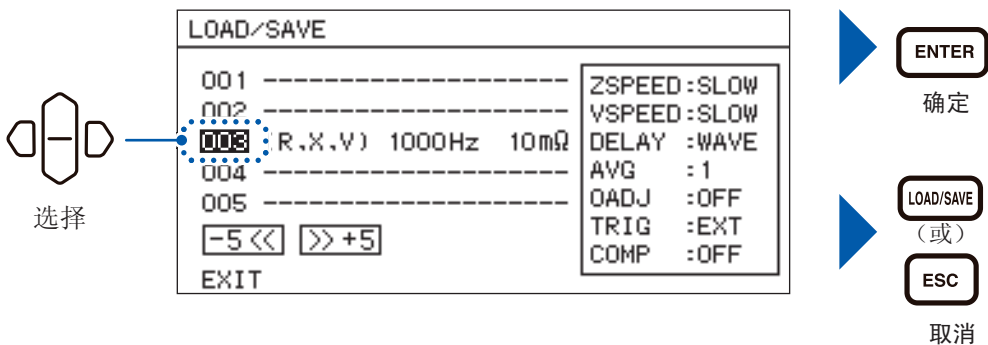 LOAD/SAVE
001 --------------------
002 --------------------
003 (R.X.V) 1000Hz 10mΩ
004 --------------------
005 --------------------
-5 << >> +5
EXIT
ZSPEED:SLOW
VSPEED:SLOW
DELAY :WAVE
AVG :1
OADJ :OFF
TRIG :EXT
COMP :OFF
选择
ENTER
确定
LOAD/SAVE
（或）
ESC
取消